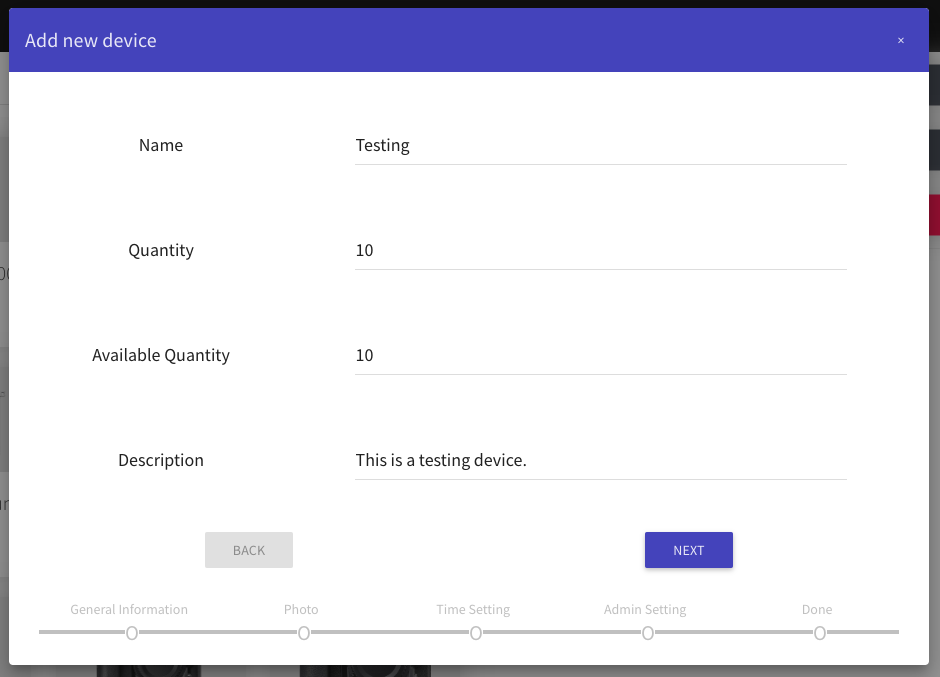 Add new device ×
Name Testing
Quantity 10
Available Quantity 10
Description This is a testing device.
BACK NEXT
General Information Photo Time Setting Admin Setting Done